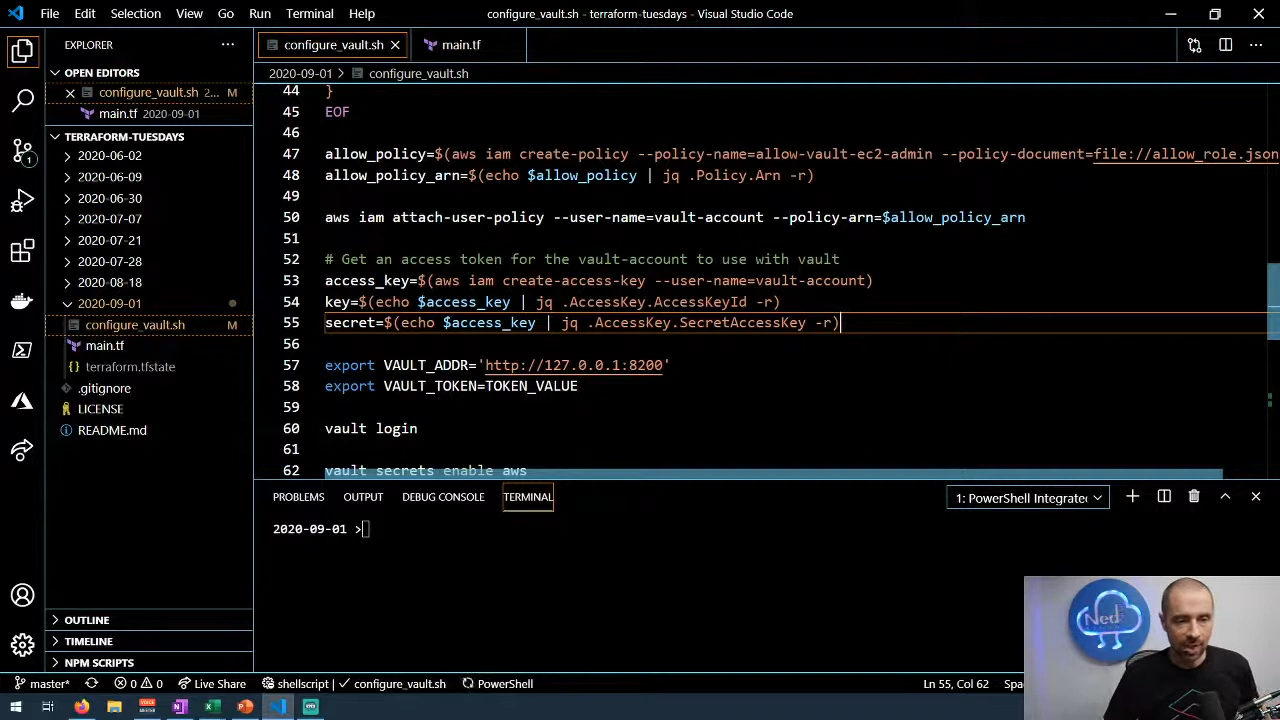 File Edit Selection View Go Run Terminal Help configure_vault.sh - terraform-tuesdays - Visual Studio Code
EXPLORER
configure_vault.sh
main.tf
OPEN EDITORS
configure_vault.sh 2... M
main.tf 2020-09-01
TERRAFORM-TUESDAYS
2020-06-02
2020-06-09
2020-06-30
2020-07-07
2020-07-21
2020-07-28
2020-08-18
2020-09-01
configure_vault.sh M
main.tf
terraform.tfstate
.gitignore
LICENSE
README.md
OUTLINE
TIMELINE
NPM SCRIPTS
2020-09-01 > configure_vault.sh
44 }
45 EOF
46
47 allow_policy=$(aws iam create-policy --policy-name=allow-vault-ec2-admin --policy-document=file://allow_role.json
48 allow_policy_arn=$(echo $allow_policy | jq .Policy.Arn -r)
49
50 aws iam attach-user-policy --user-name=vault-account --policy-arn=$allow_policy_arn
51
52 # Get an access token for the vault-account to use with vault
53 access_key=$(aws iam create-access-key --user-name=vault-account)
54 key=$(echo $access_key | jq .AccessKey.AccessKeyId -r)
55 secret=$(echo $access_key | jq .AccessKey.SecretAccessKey -r)
56
57 export VAULT_ADDR='http://127.0.0.1:8200'
58 export VAULT_TOKEN=TOKEN_VALUE
59
60 vault login
61
62 vault secrets enable aws
PROBLEMS OUTPUT DEBUG CONSOLE TERMINAL 1: PowerShell Integrate
2020-09-01 >
Ned
master* 0 0 Live Share shellscript | ✓ configure_vault.sh PowerShell Ln 55, Col 62